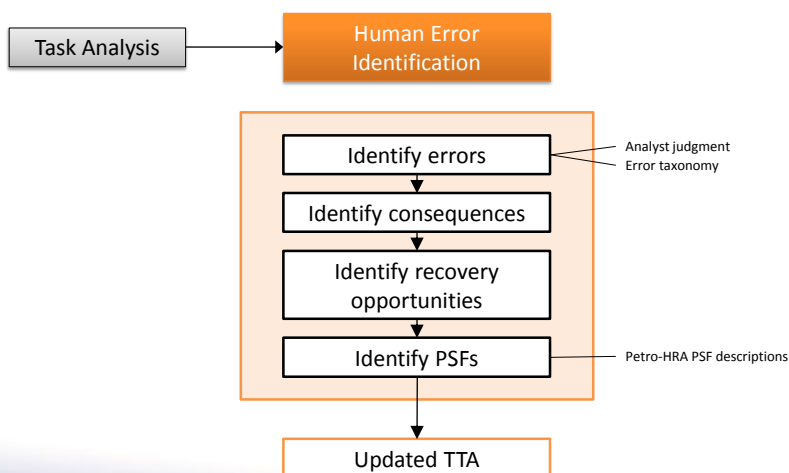 Task Analysis
Human Error
Identification
Identify errors
Analyst judgment
Error taxonomy
Identify consequences
Identify recovery
opportunities
Identify PSFs
Petro-HRA PSF descriptions
Updated TTA